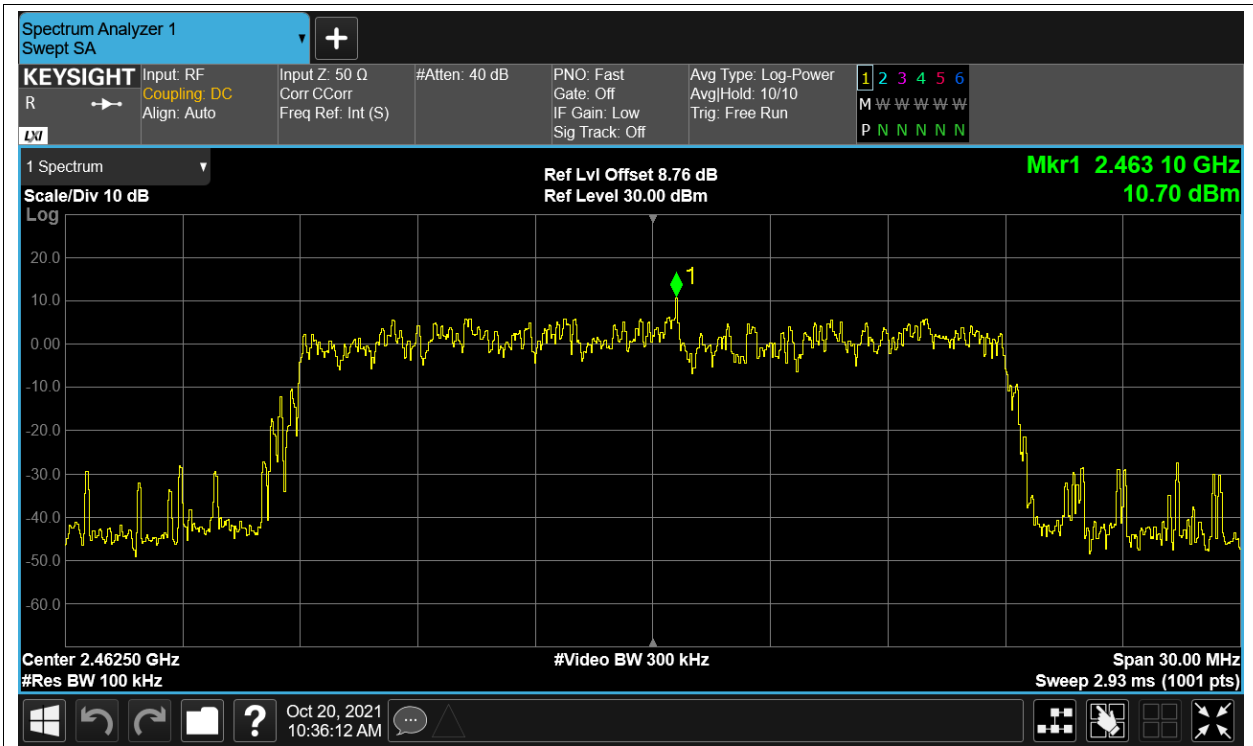 Spectrum Analyzer 1
Swept SA
KEYSIGHT Input: RF Input Z: 50 Ω #Atten: 40 dB PNO: Fast Avg Type: Log-Power 1 2 3 4 5 6
R Coupling: DC Corr CCorr Gate: Off Avg|Hold: 10/10 M W W W W W
Align: Auto Freq Ref: Int (S) IF Gain: Low Trig: Free Run
LXI Sig Track: Off P N N N N N
1 Spectrum Ref Lvl Offset 8.76 dB Mkr1 2.463 10 GHz
Scale/Div 10 dB Ref Level 30.00 dBm 10.70 dBm
Log
20.0
1
10.0
0.00
-10.0
-20.0
-30.0
-40.0
-50.0
-60.0
Center 2.46250 GHz #Video BW 300 kHz Span 30.00 MHz
#Res BW 100 kHz Sweep 2.93 ms (1001 pts)
? Oct 20, 2021
10:36:12 AM